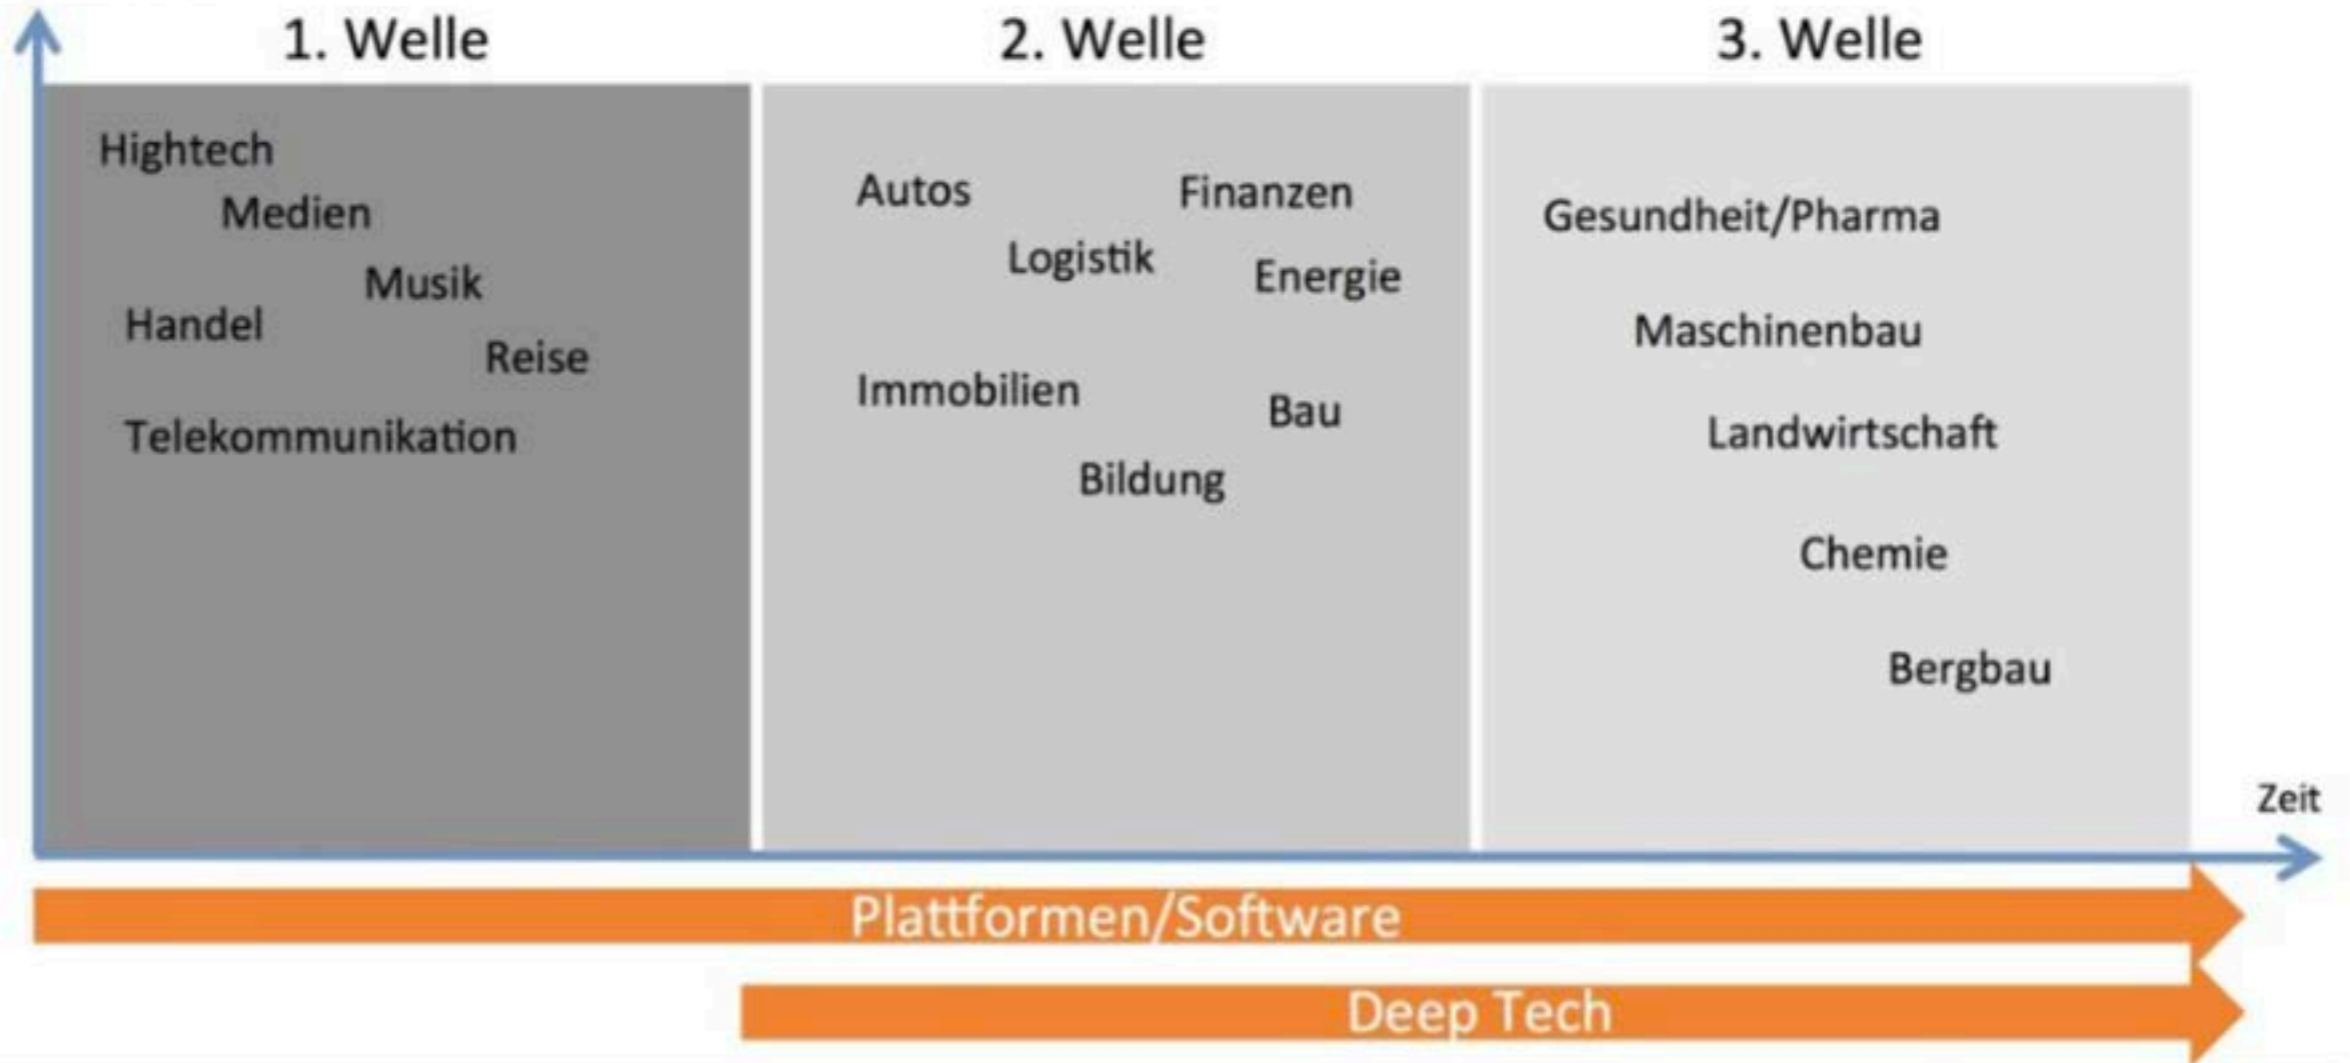 1. Welle
2. Welle
3. Welle
Hightech
Medien
Musik
Handel
Reise
Telekommunikation
Autos
Finanzen
Logistik
Energie
Immobilien
Bau
Bildung
Gesundheit/Pharma
Maschinenbau
Landwirtschaft
Chemie
Bergbau
Zeit
Plattformen/Software
Deep Tech